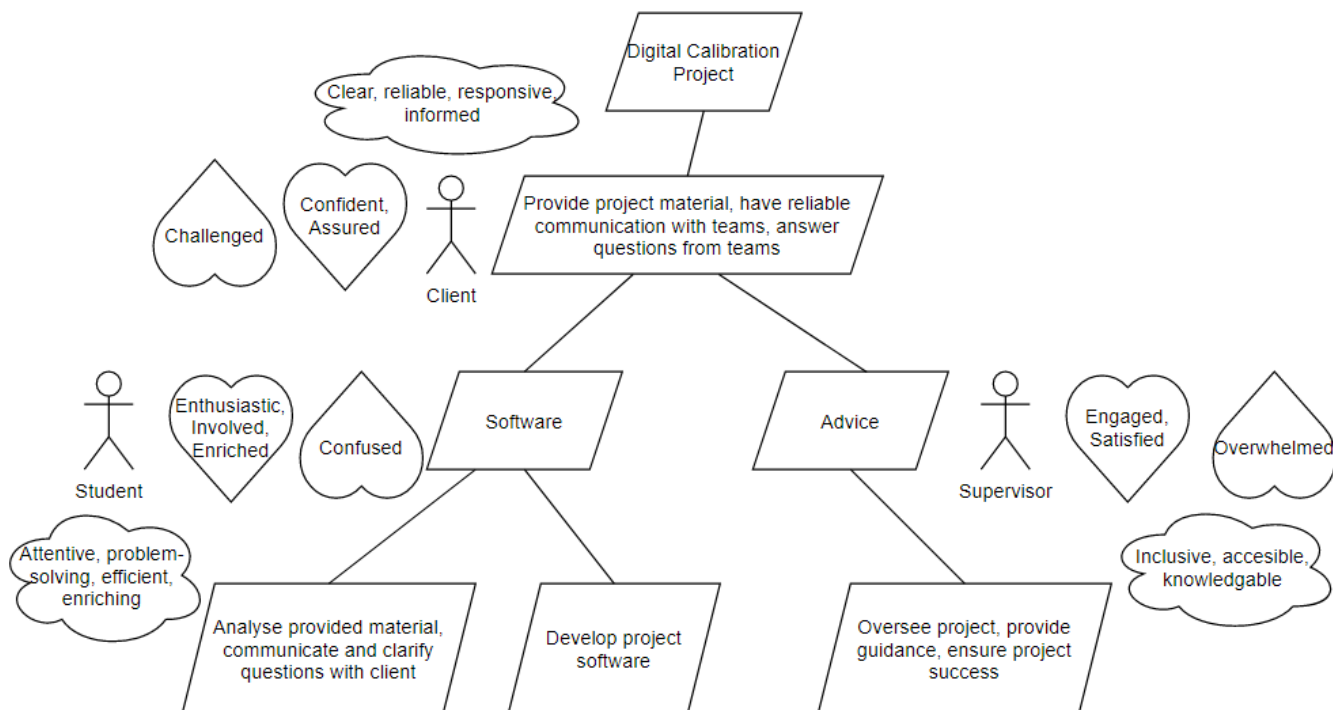 Digital Calibration
Project
Clear, reliable, responsive,
informed
Challenged
Confident,
Assured
Client
Provide project material, have reliable
communication with teams, answer
questions from teams
Student
Enthusiastic,
Involved,
Enriched
Confused
Software
Advice
Supervisor
Engaged,
Satisfied
Overwhelmed
Attentive, problem-
solving, efficient,
enriching
Inclusive, accesible,
knowledgable
Analyse provided material,
communicate and clarify
questions with client
Develop project
software
Oversee project, provide
guidance, ensure project
success